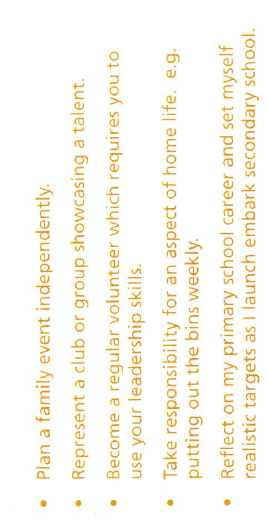 • Plan a family event independently.
• Represent a club or group showcasing a talent.
• Become a regular volunteer which requires you to
use your leadership skills.
• Take responsibility for an aspect of home life. e.g.
putting out the bins weekly.
• Reflect on my primary school career and set myself
realistic targets as I launch embark secondary school.